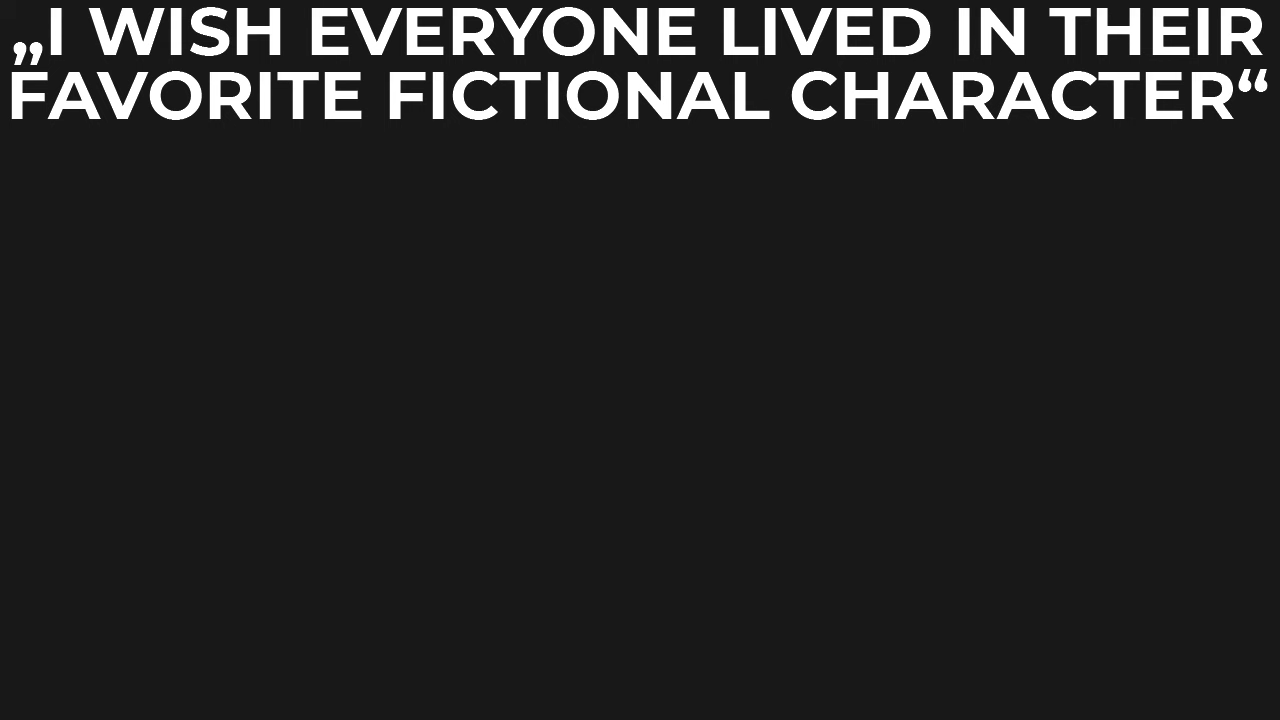 „I WISH EVERYONE LIVED IN THEIR
FAVORITE FICTIONAL CHARACTER“